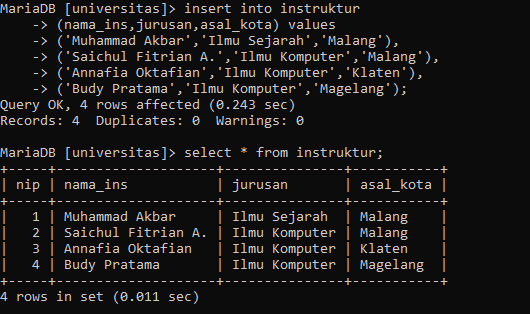 MariaDB [universitas]> insert into instruktur
    -> (nama_ins,jurusan,asal_kota) values
    -> ('Muhammad Akbar','Ilmu Sejarah','Malang'),
    -> ('Saichul Fitrian A.','Ilmu Komputer','Malang'),
    -> ('Annafia Oktafian','Ilmu Komputer','Klaten'),
    -> ('Budy Pratama','Ilmu Komputer','Magelang');
Query OK, 4 rows affected (0.243 sec)
Records: 4  Duplicates: 0  Warnings: 0

MariaDB [universitas]> select * from instruktur;
+-----+--------------------+---------------+-----------+
| nip | nama_ins           | jurusan       | asal_kota |
+-----+--------------------+---------------+-----------+
|   1 | Muhammad Akbar     | Ilmu Sejarah  | Malang    |
|   2 | Saichul Fitrian A. | Ilmu Komputer | Malang    |
|   3 | Annafia Oktafian   | Ilmu Komputer | Klaten    |
|   4 | Budy Pratama       | Ilmu Komputer | Magelang  |
+-----+--------------------+---------------+-----------+
4 rows in set (0.011 sec)